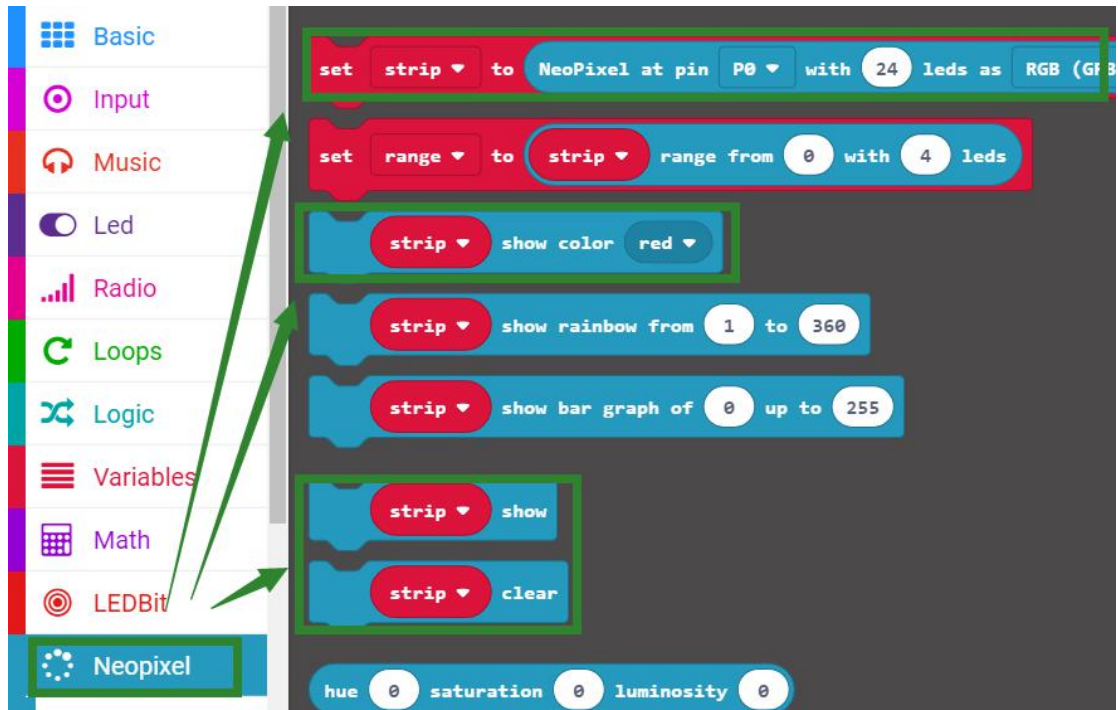 Basic
Input
Music
Led
Radio
Loops
Logic
Variables
Math
LEDBit
Neopixel
set strip to NeoPixel at pin P0 with 24 leds as RGB (GRB
set range to strip range from 0 with 4 leds
strip show color red
strip show rainbow from 1 to 360
strip show bar graph of 0 up to 255
strip show
strip clear
hue 0 saturation 0 luminosity 0